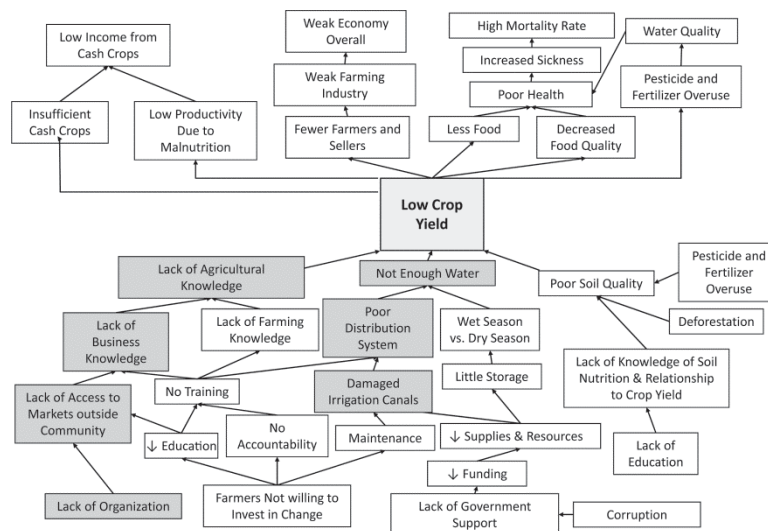 Low Income from
Cash Crops
Insufficient
Cash Crops
Low Productivity
Due to
Malnutrition
Weak Economy
Overall
Weak Farming
Industry
Fewer Farmers and
Sellers
High Mortality Rate
Increased Sickness
Poor Health
Less Food
Decreased
Food Quality
Water Quality
Pesticide and
Fertilizer Overuse
Low Crop
Yield
Lack of Agricultural
Knowledge
Not Enough Water
Poor Soil Quality
Pesticide and
Fertilizer
Overuse
Deforestation
Lack of
Business
Knowledge
Lack of Farming
Knowledge
Poor
Distribution
System
Wet Season
vs. Dry Season
Lack of Knowledge of Soil
Nutrition & Relationship
to Crop Yield
Lack of Access to
Markets outside
Community
No Training
Damaged
Irrigation Canals
Little Storage
↓ Education
No
Accountability
Maintenance
↓ Supplies & Resources
Lack of
Education
↓ Funding
Lack of Organization
Farmers Not willing to
Invest in Change
Lack of Government
Support
Corruption